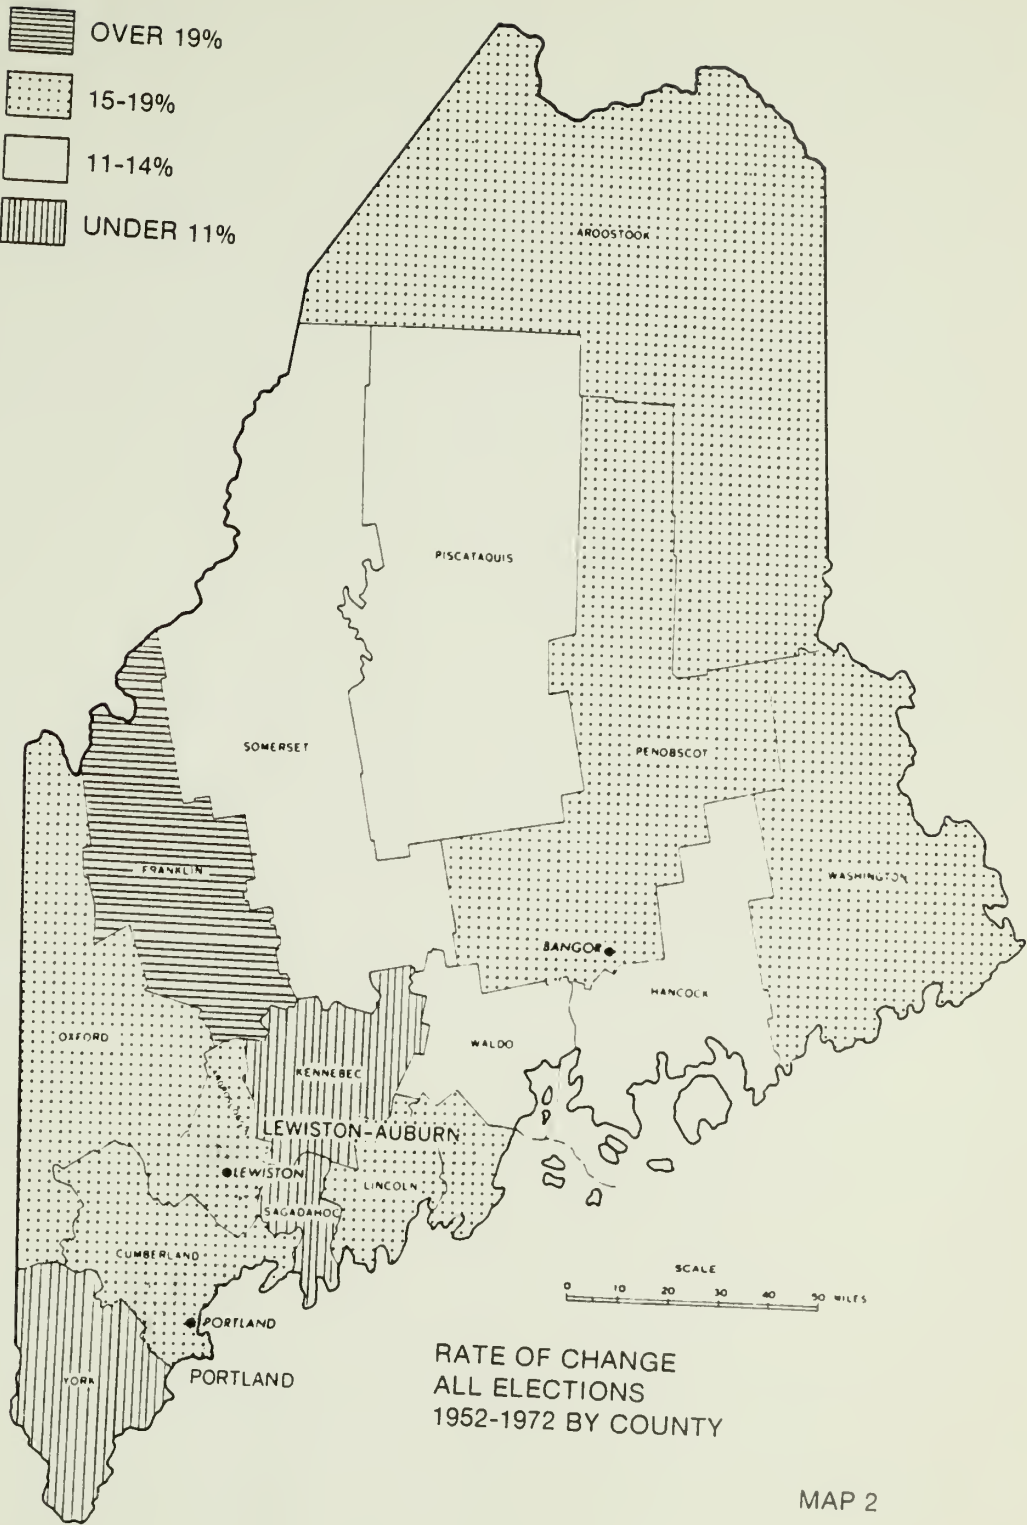 OVER 19%
15-19%
11-14%
UNDER 11%
AROOSTOOK
PISCATAQUIS
SOMERSET
PENOBSCOT
FRANKLIN
WASHINGTON
BANGOR
HANCOCK
OXFORD
WALDO
KENNEBEC
LEWISTON-AUBURN
LEWISTON
LINCOLN
SAGADAHOC
CUMBERLAND
SCALE
0 10 20 30 40 50 MILES
PORTLAND
PORTLAND
YORK
RATE OF CHANGE
ALL ELECTIONS
1952-1972 BY COUNTY
MAP 2